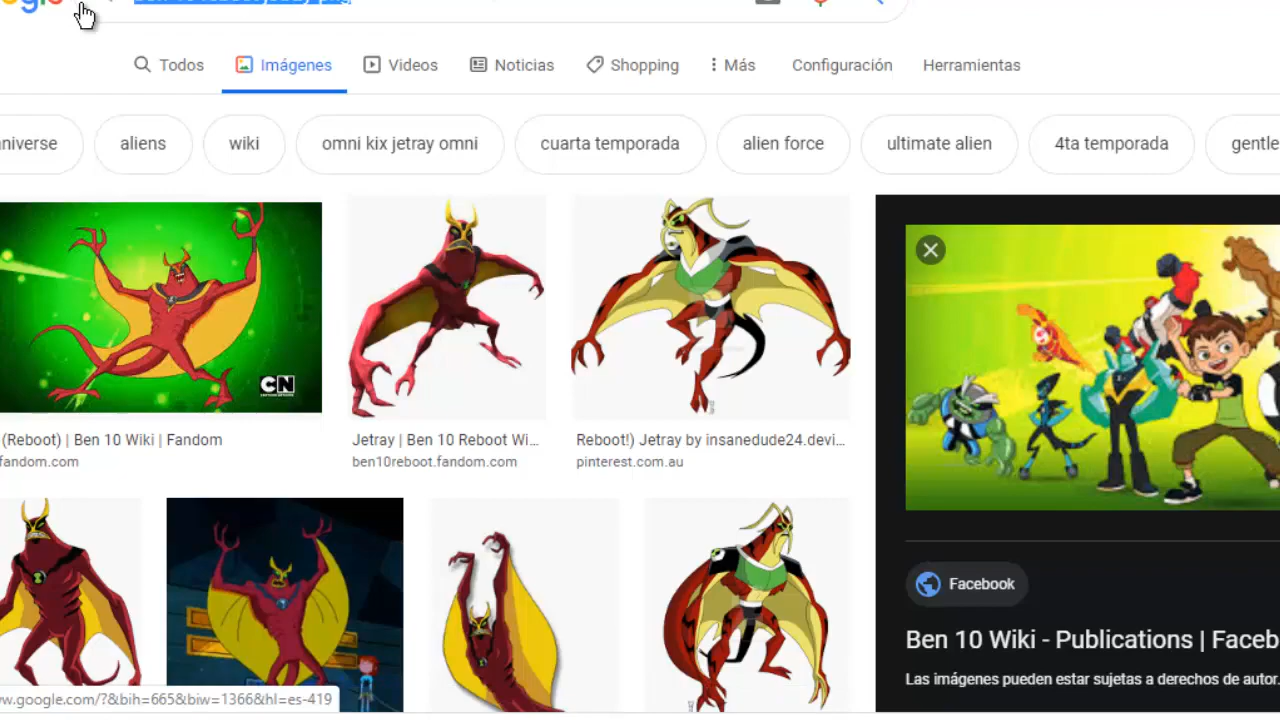 Todos Imágenes Videos Noticias Shopping Más Configuración Herramientas
niverse aliens wiki omni kix jetray omni cuarta temporada alien force ultimate alien 4ta temporada gentle
CN
(Reboot) | Ben 10 Wiki | Fandom
fandom.com
Jetray | Ben 10 Reboot Wi...
ben10reboot.fandom.com
Reboot!) Jetray by insanedude24.devi...
pinterest.com.au
Facebook
Ben 10 Wiki - Publications | Faceb
Las imágenes pueden estar sujetas a derechos de autor.
w.google.com/?&bih=665&biw=1366&hl=es-419